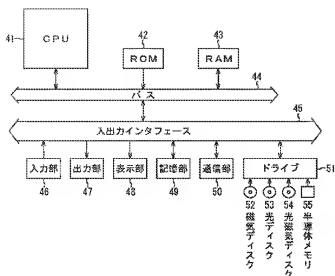 41
CPU
42
ROM
43
RAM
44
バス
45
入出力インタフェース
入力部
出力部
表示部
記憶部
通信部
ドライブ
51
46
47
48
49
50
52 磁気ディスク
53 光ディスク
54 光磁気ディスク
55 半導体メモリ